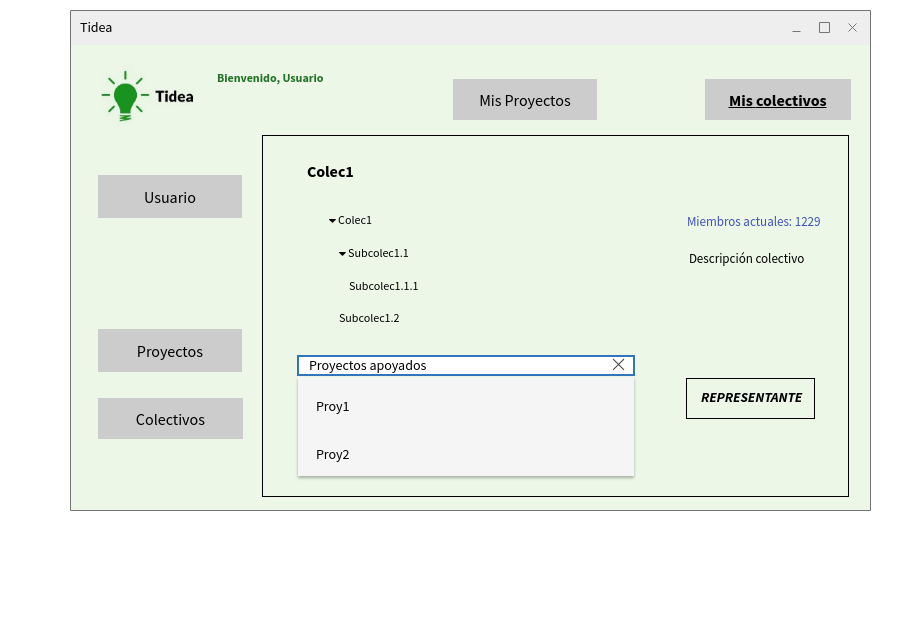 Tidea
Tidea
Bienvenido, Usuario
Mis Proyectos
Mis colectivos
Usuario
Proyectos
Colectivos
Colec1
Colec1
Subcolec1.1
Subcolec1.1.1
Subcolec1.2
Miembros actuales: 1229
Descripción colectivo
Proyectos apoyados
Proy1
Proy2
REPRESENTANTE